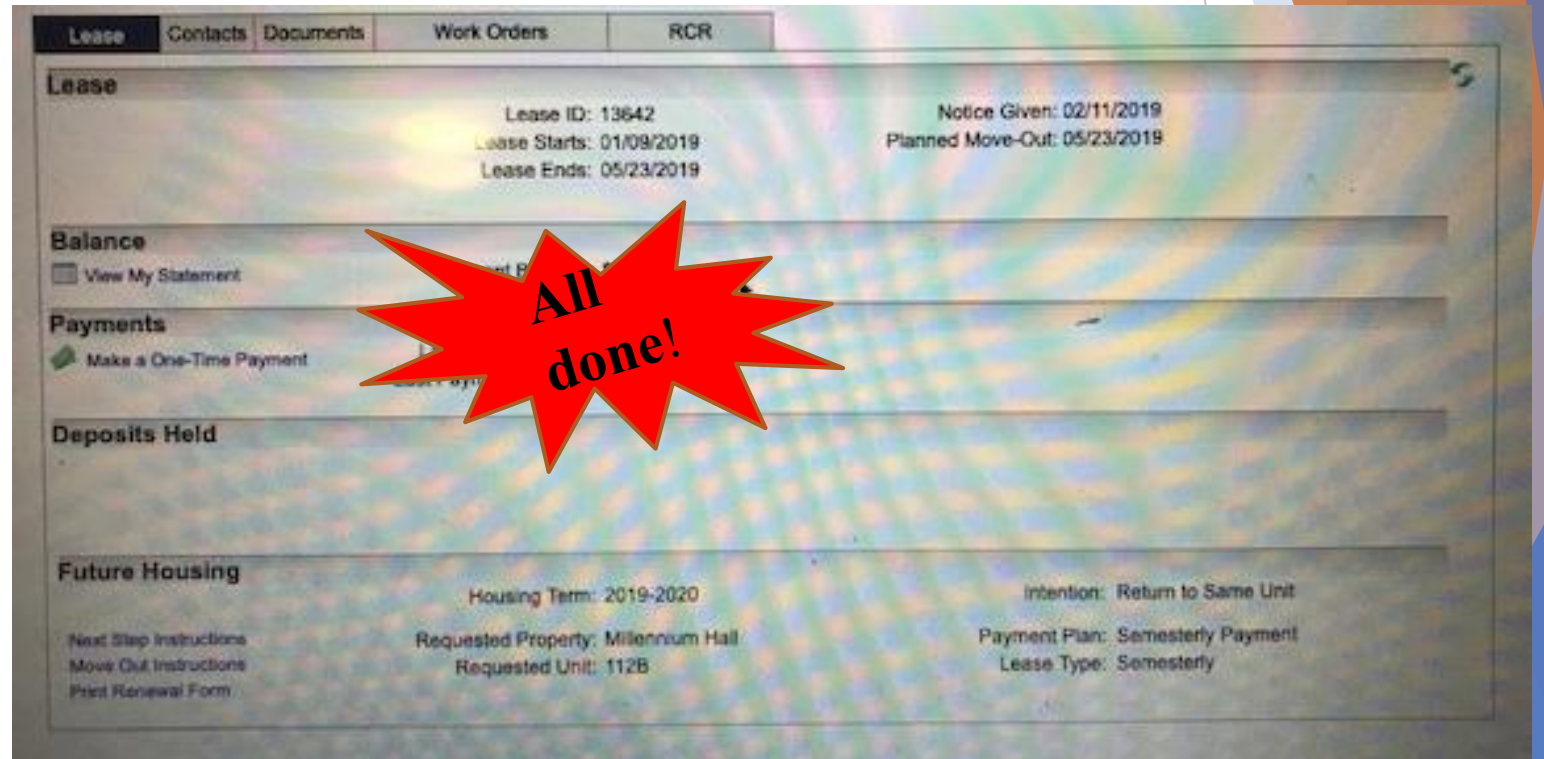 Lease Contacts Documents Work Orders RCR
Lease
Lease ID: 13642
Lease Starts: 01/09/2019
Lease Ends: 05/23/2019
Notice Given: 02/11/2019
Planned Move-Out: 05/23/2019
Balance
View My Statement
Payments
Make a One-Time Payment
All
done!
Deposits Held
Future Housing
Next Step Instructions
Move Out Instructions
Print Renewal Form
Housing Term: 2019-2020
Requested Property: Millennium Hall
Requested Unit: 112B
Intention: Return to Same Unit
Payment Plan: Semesterly Payment
Lease Type: Semesterly